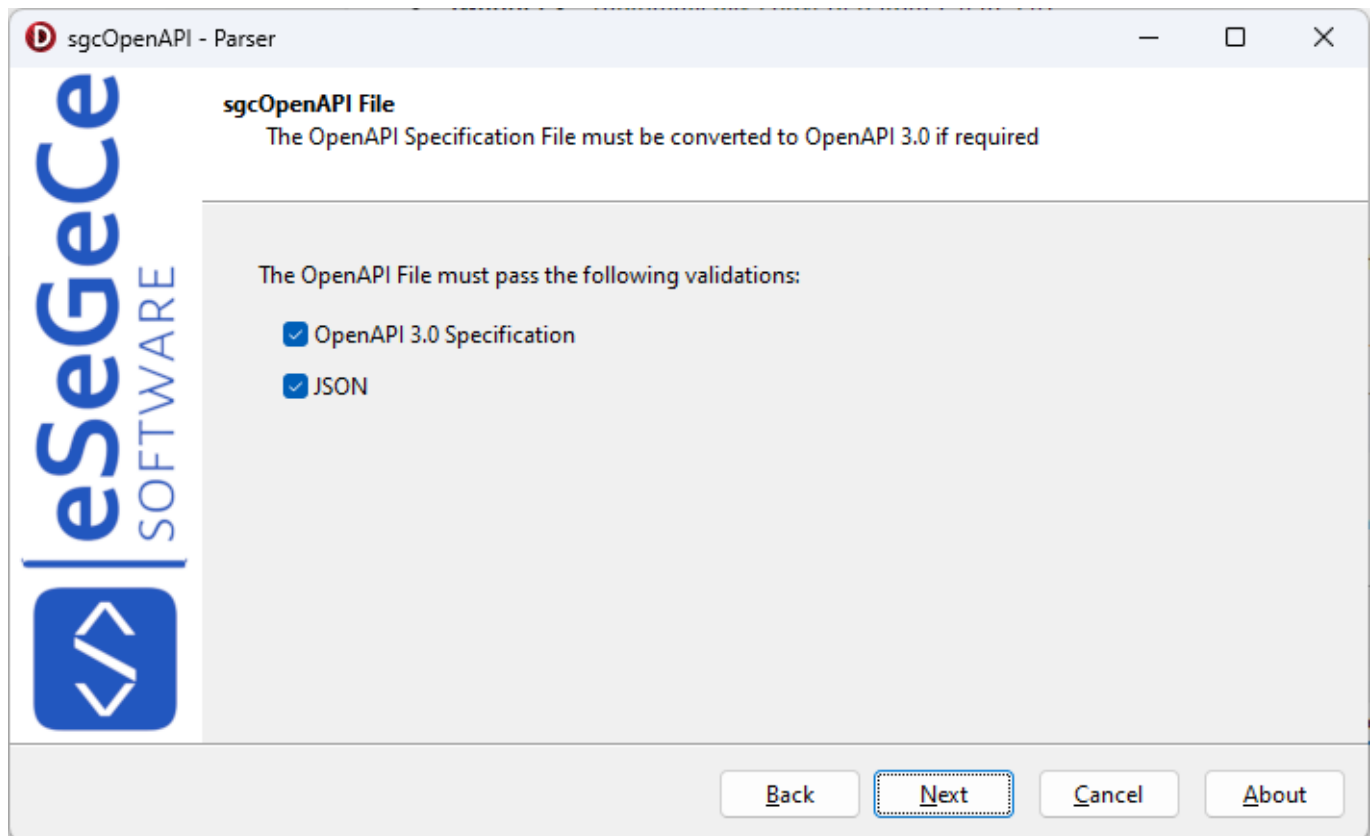 sgcOpenAPI - Parser
eSeGeCe
SOFTWARE
</>
sgcOpenAPI File
The OpenAPI Specification File must be converted to OpenAPI 3.0 if required
The OpenAPI File must pass the following validations:
OpenAPI 3.0 Specification
JSON
Back
Next
Cancel
About